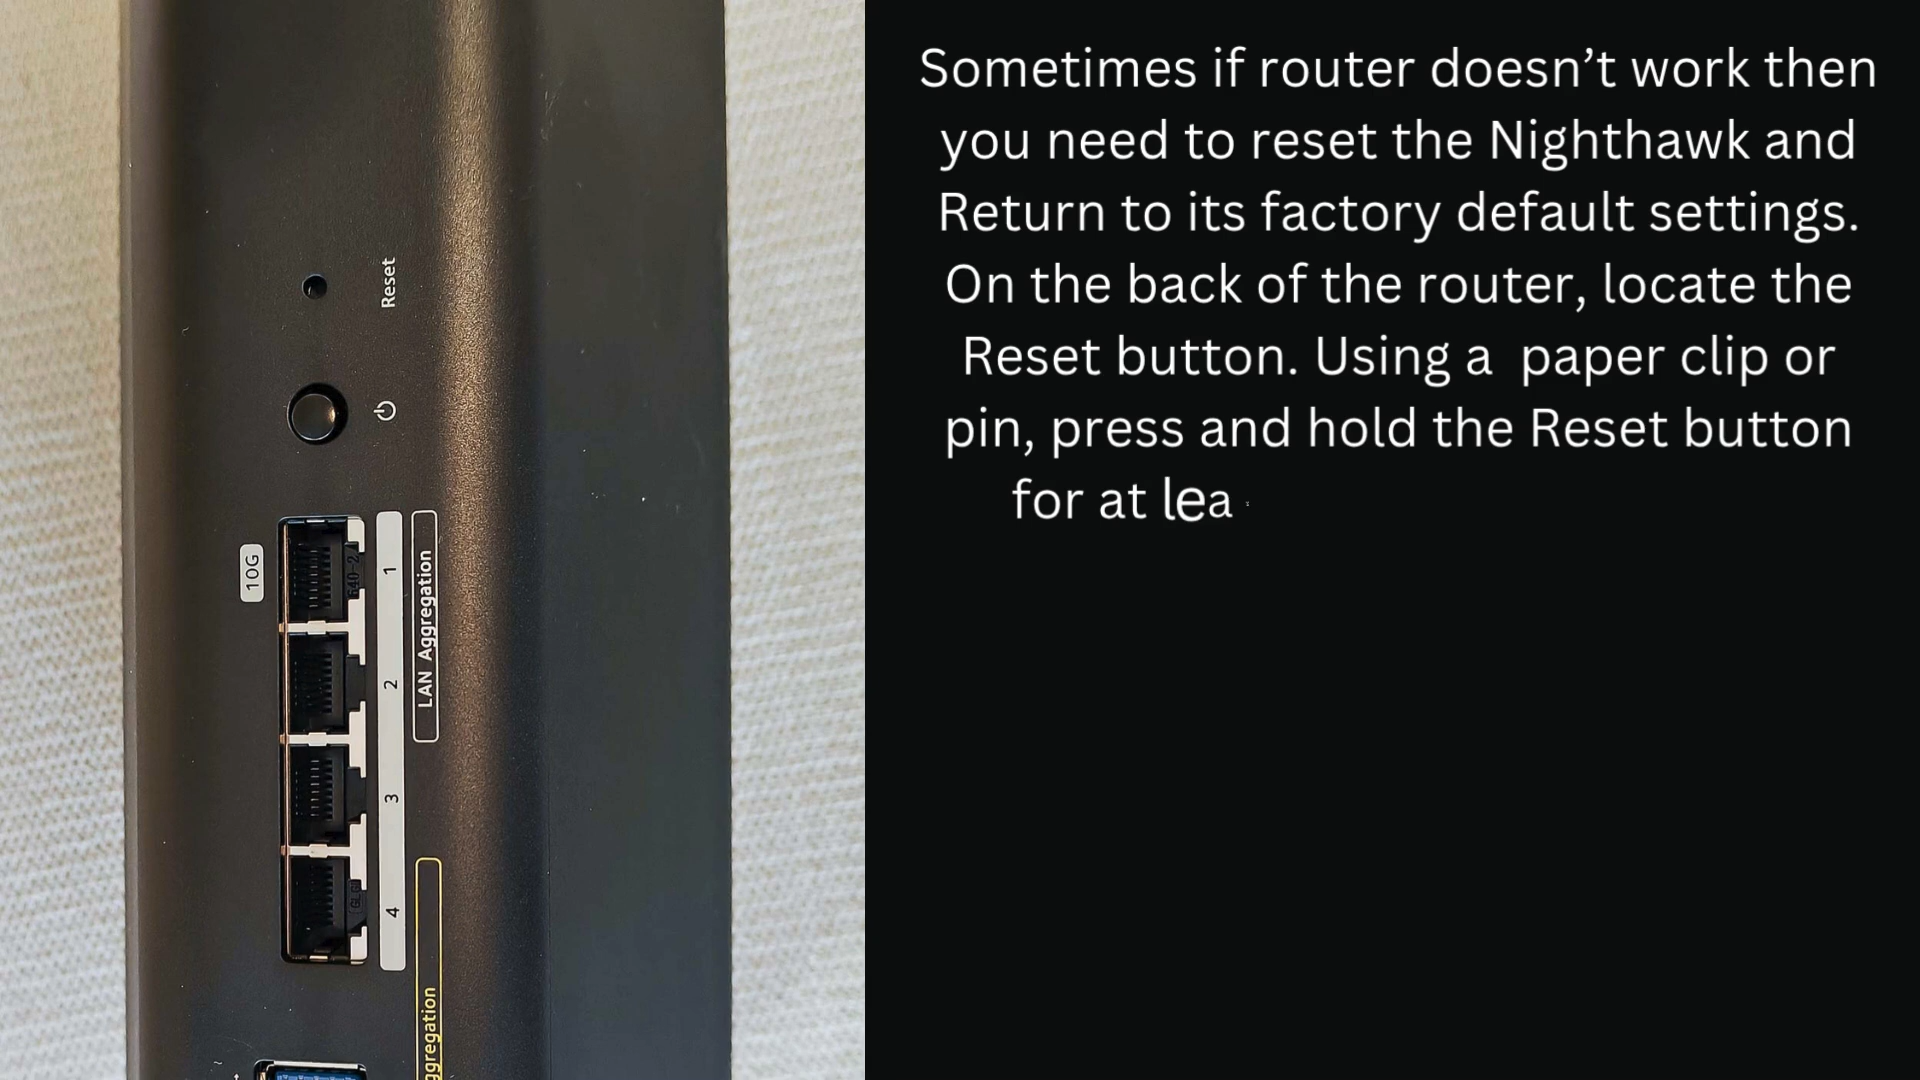 Sometimes if router doesn’t work then
you need to reset the Nighthawk and
Return to its factory default settings.
On the back of the router, locate the
Reset button. Using a paper clip or
pin, press and hold the Reset button
for at lea
Reset
10G
1
2
3
4
LAN Aggregation
ggregation